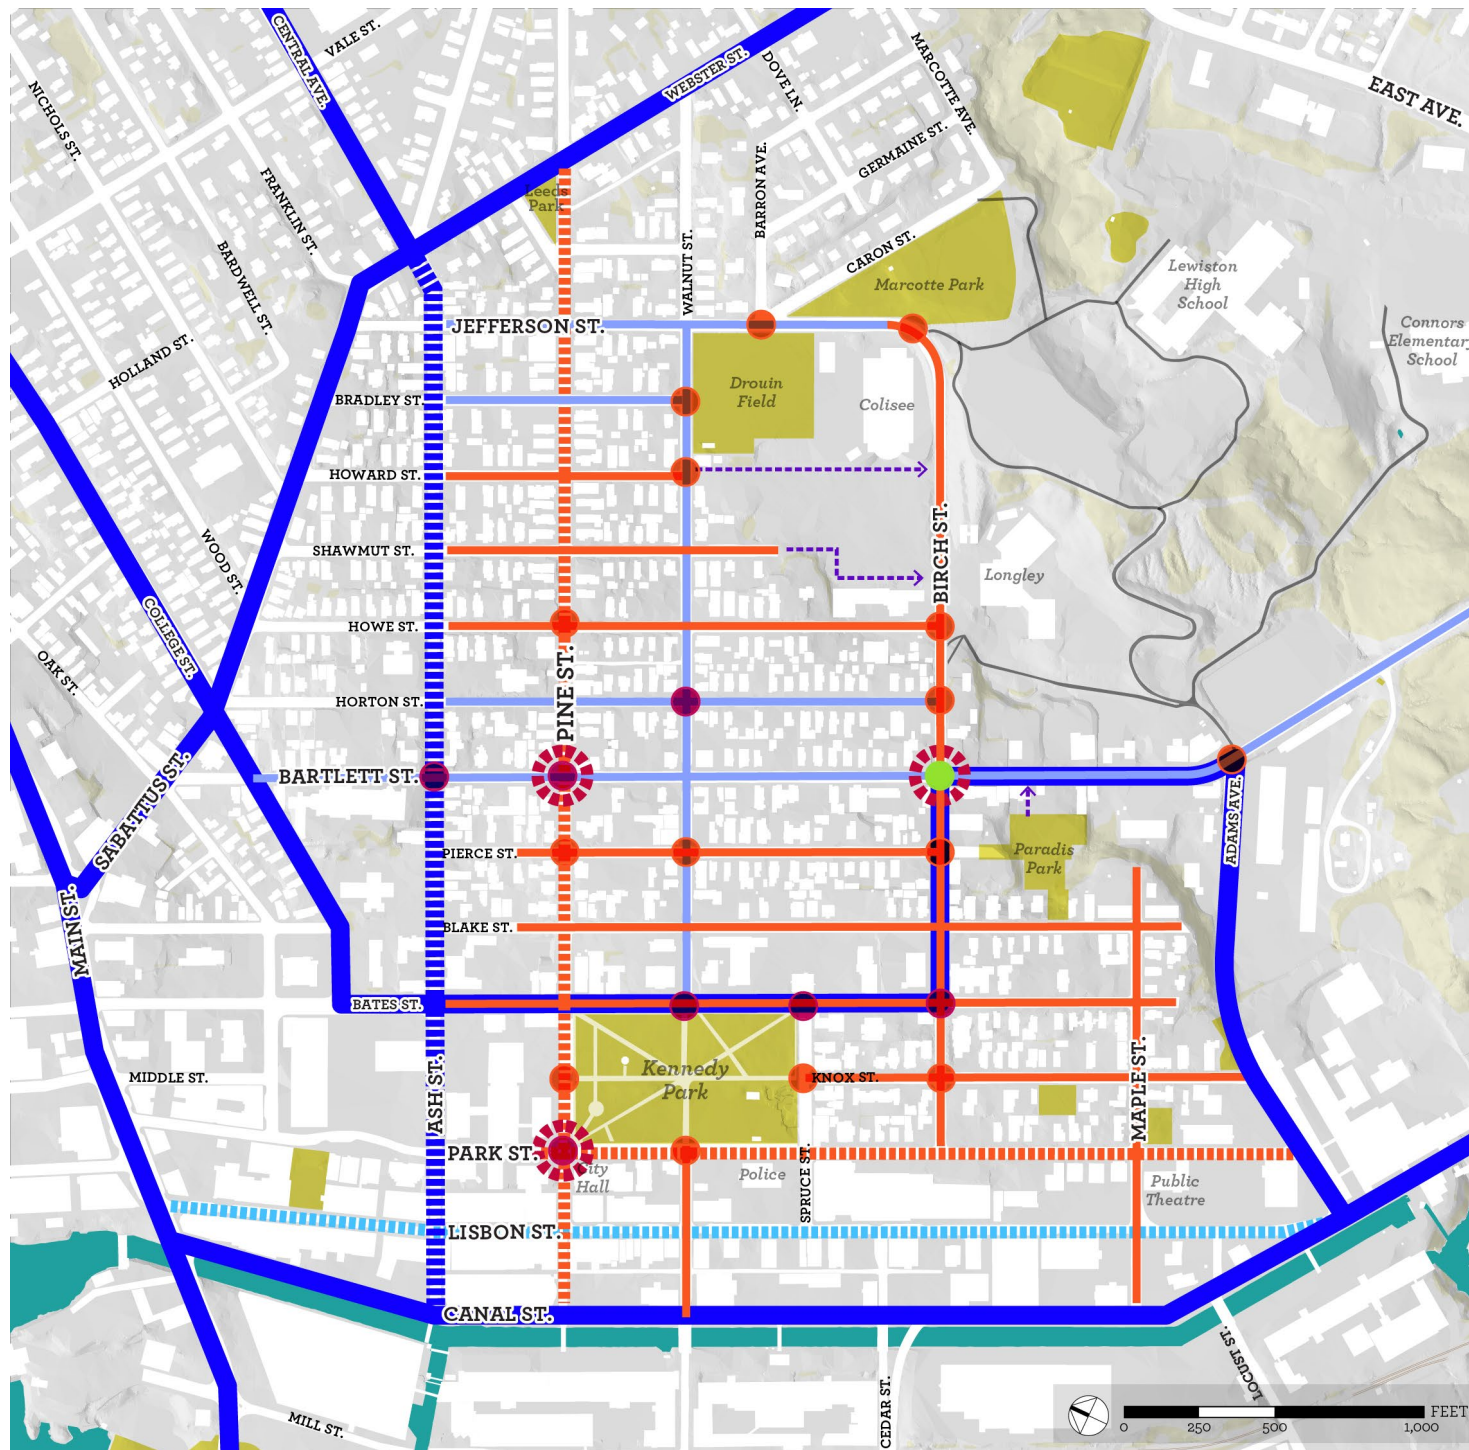 CENTRAL AVE.
VALE ST.
WEBSTER ST.
DOVE LN.
MARCOTTE AVE.
EAST AVE.
NICHOLS ST.
GERMAINE ST.
BARRON AVE.
FRANKLIN ST.
Leeds
Park
BARDWELL ST.
WALNUT ST.
CARON ST.
Marcotte Park
Lewiston
High
School
JEFFERSON ST.
Connors
Elementary
School
HOLLAND ST.
Drouin
Field
Colisee
BRADLEY ST.
HOWARD ST.
WOOD ST.
SHAWMUT ST.
BIRCH ST.
Longley
COLLEGE ST.
HOWE ST.
OAK ST.
PINE ST.
HORTON ST.
BARTLETT ST.
SABATTUS ST.
ADAMS AVE.
PIERCE ST.
Paradis
Park
MAIN ST.
BLAKE ST.
BATES ST.
Kennedy
Park
MIDDLE ST.
KNOX ST.
ASH ST.
MAPLE ST.
PARK ST.
City
Hall
Police
SPRUCE ST.
Public
Theatre
LISBON ST.
CANAL ST.
LOCUST ST.
CEDAR ST.
MILL ST.
FEET
0
250
500
1,000